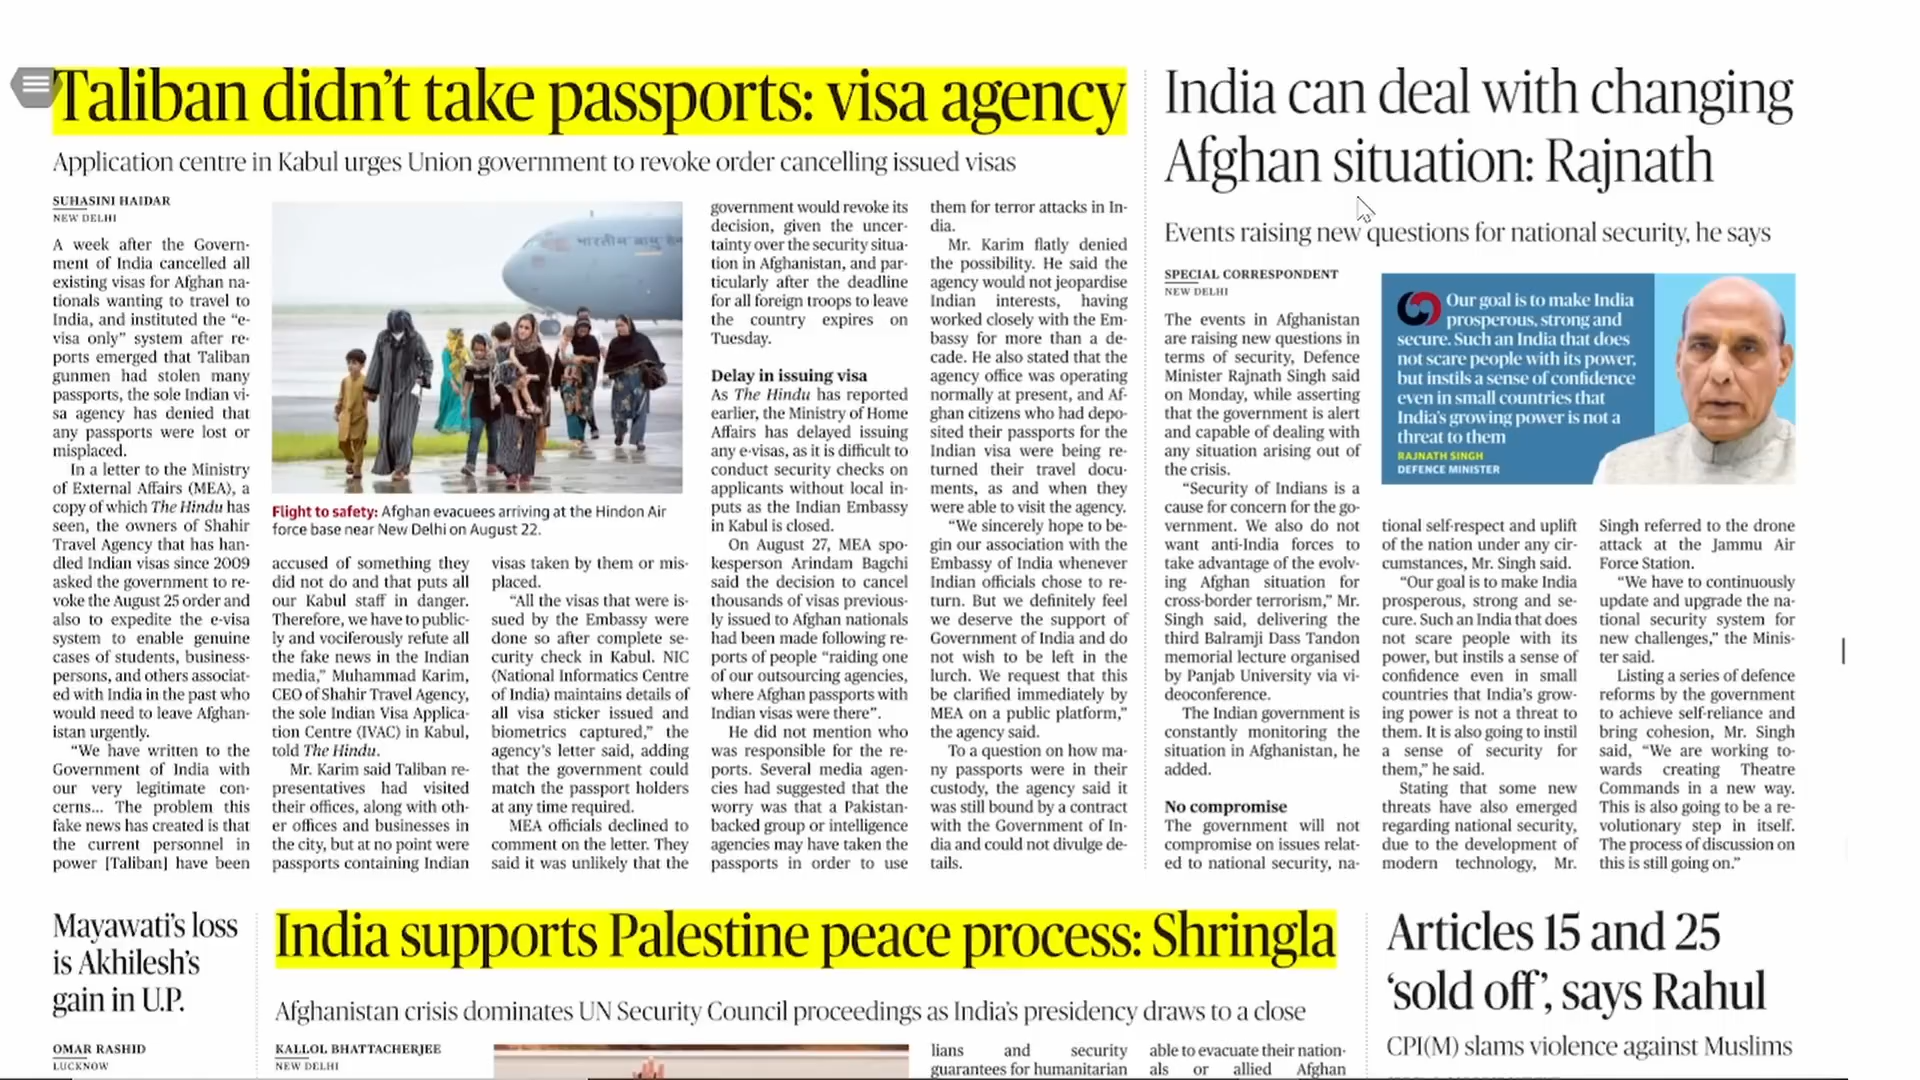 Taliban didn't take passports: visa agency
Application centre in Kabul urges Union government to revoke order cancelling issued visas
SUHASINI HAIDAR
NEW DELHI
A week after the Govern-
ment of India cancelled all
existing visas for Afghan na-
tionals wanting to travel to
India, and instituted the “e-
visa only” system after re-
ports emerged that Taliban
gunmen had stolen many
passports, the sole Indian vi-
sa agency has denied that
any passports were lost or
misplaced.
In a letter to the Ministry
of External Affairs (MEA), a
copy of which The Hindu has
seen, the owners of Shahir
Travel Agency that has han-
dled Indian visas since 2009
asked the government to re-
voke the August 25 order and
also to expedite the e-visa
system to enable genuine
cases of students, business-
persons, and others associat-
ed with India in the past who
would need to leave Afghan-
istan urgently.
“We have written to the
Government of India with
our very legitimate con-
cerns... The problem this
fake news has created is that
the current personnel in
power [Taliban] have been
भारतीय वायु सेना
Flight to safety: Afghan evacuees arriving at the Hindon Air
force base near New Delhi on August 22.
accused of something they
did not do and that puts all
our Kabul staff in danger.
Therefore, we have to public-
ly and vociferously refute all
the fake news in the Indian
media,” Muhammad Karim,
CEO of Shahir Travel Agency,
the sole Indian Visa Applica-
tion Centre (IVAC) in Kabul,
told The Hindu.
Mr. Karim said Taliban re-
presentatives had visited
their offices, along with oth-
er offices and businesses in
the city, but at no point were
passports containing Indian
visas taken by them or mis-
placed.
“All the visas that were is-
sued by the Embassy were
done so after complete se-
curity check in Kabul. NIC
(National Informatics Centre
of India) maintains details of
all visa sticker issued and
biometrics captured,” the
agency's letter said, adding
that the government could
match the passport holders
at any time required.
MEA officials declined to
comment on the letter. They
said it was unlikely that the
government would revoke its
decision, given the uncer-
tainty over the security situa-
tion in Afghanistan, and par-
ticularly after the deadline
for all foreign troops to leave
the country expires on
Tuesday.
Delay in issuing visa
As The Hindu has reported
earlier, the Ministry of Home
Affairs has delayed issuing
any e-visas, as it is difficult to
conduct security checks on
applicants without local in-
puts as the Indian Embassy
in Kabul is closed.
On August 27, MEA spo-
kesperson Arindam Bagchi
said the decision to cancel
thousands of visas previous-
ly issued to Afghan nationals
had been made following re-
ports of people “raiding one
of our outsourcing agencies,
where Afghan passports with
Indian visas were there”.
He did not mention who
was responsible for the re-
ports. Several media agen-
cies had suggested that the
worry was that a Pakistan-
backed group or intelligence
agencies may have taken the
passports in order to use
them for terror attacks in In-
dia.
Mr. Karim flatly denied
the possibility. He said the
agency would not jeopardise
Indian interests, having
worked closely with the Em-
bassy for more than a de-
cade. He also stated that the
agency office was operating
normally at present, and Af-
ghan citizens who had depo-
sited their passports for the
Indian visa were being re-
turned their travel docu-
ments, as and when they
were able to visit the agency.
“We sincerely hope to be-
gin our association with the
Embassy of India whenever
Indian officials chose to re-
turn. But we definitely feel
we deserve the support of
Government of India and do
not wish to be left in the
lurch. We request that this
be clarified immediately by
MEA on a public platform,”
the agency said.
To a question on how ma-
ny passports were in their
custody, the agency said it
was still bound by a contract
with the Government of In-
dia and could not divulge de-
tails.
India can deal with changing
Afghan situation: Rajnath
Events raising new questions for national security, he says
SPECIAL CORRESPONDENT
NEW DELHI
The events in Afghanistan
are raising new questions in
terms of security, Defence
Minister Rajnath Singh said
on Monday, while asserting
that the government is alert
and capable of dealing with
any situation arising out of
the crisis.
“Security of Indians is a
cause for concern for the go-
vernment. We also do not
want anti-India forces to
take advantage of the evolv-
ing Afghan situation for
cross-border terrorism,” Mr.
Singh said, delivering the
third Balramji Dass Tandon
memorial lecture organised
by Panjab University via vi-
deoconference.
The Indian government is
constantly monitoring the
situation in Afghanistan, he
added.
No compromise
The government will not
compromise on issues relat-
ed to national security, na-
Our goal is to make India
prosperous, strong and
secure. Such an India that does
not scare people with its power,
but instils a sense of confidence
even in small countries that
India's growing power is not a
threat to them
RAJNATH SINGH
DEFENCE MINISTER
tional self-respect and uplift
of the nation under any cir-
cumstances, Mr. Singh said.
“Our goal is to make India
prosperous, strong and se-
cure. Such an India that does
not scare people with its
power, but instils a sense of
confidence even in small
countries that India's grow-
ing power is not a threat to
them. It is also going to instil
a sense of security for
them,” he said.
Stating that some new
threats have also emerged
regarding national security,
due to the development of
modern technology, Mr.
Singh referred to the drone
attack at the Jammu Air
Force Station.
“We have to continuously
update and upgrade the na-
tional security system for
new challenges,” the Minis-
ter said.
Listing a series of defence
reforms by the government
to achieve self-reliance and
bring cohesion, Mr. Singh
said, “We are working to-
wards creating Theatre
Commands in a new way.
This is also going to be a re-
volutionary step in itself.
The process of discussion on
this is still going on.”
Mayawati's loss
is Akhilesh's
gain in U.P.
OMAR RASHID
LUCKNOW
India supports Palestine peace process: Shringla
Afghanistan crisis dominates UN Security Council proceedings as India's presidency draws to a close
KALLOL BHATTACHERJEE
NEW DELHI
lians and security
guarantees for humanitarian
able to evacuate their nation-
als or allied Afghan
Articles 15 and 25
‘sold off’, says Rahul
CPI(M) slams violence against Muslims